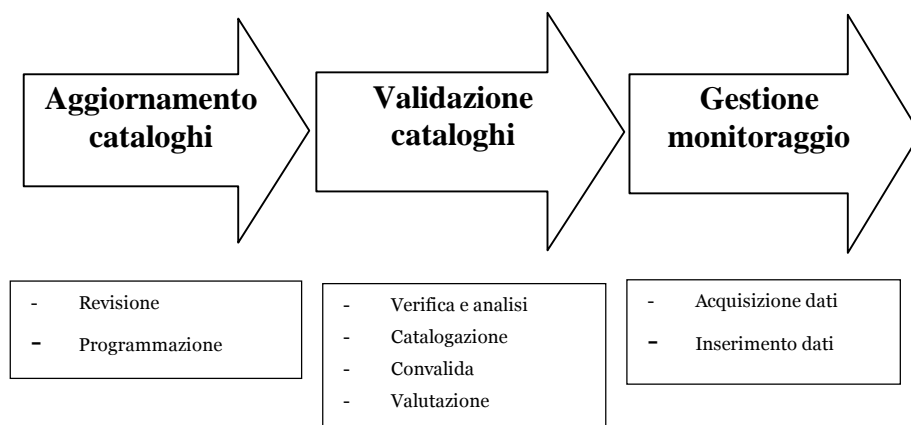 Aggiornamento
cataloghi
Validazione
cataloghi
Gestione
monitoraggio
- Revisione
- Programmazione
- Verifica e analisi
- Catalogazione
- Convalida
- Valutazione
- Acquisizione dati
- Inserimento dati